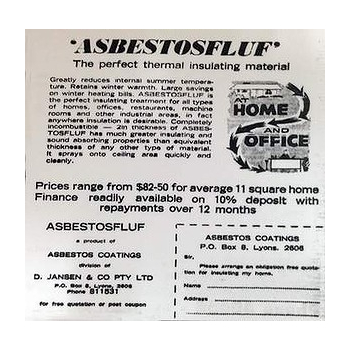 'ASBESTOSFLUF'
The perfect thermal insulating material
Greatly reduces internal summer tempera-
ture. Retains winter warmth. Large savings
on winter heating bills. ASBESTOSFLUF is
the perfect insulating treatment for all types
of homes, offices, restaurants, machine
rooms and other industrial areas, in fact
anywhere insulation is desirable. Completely
incombustible — 2in thickness of ASBES-
TOSFLUF has much greater insulating and
sound absorbing properties than equivalent
thickness of any other type of material.
It sprays onto ceiling area quickly and
cleanly.
AT
HOME
AND
OFFICE
Prices range from $82-50 for average 11 square home
Finance readily available on 10% deposit with
repayments over 12 months
ASBESTOSFLUF
a product of
ASBESTOS COATINGS
division of
D. JANSEN & CO PTY LTD
P.O. Box 8, Lyons, 2606
Phone 811531
for free quotation or post coupon
ASBESTOS COATINGS
P.O. Box 8, Lyons. 2606
Sir,
Please arrange an obligation free quota-
tion for insulating my home.
Name
Address